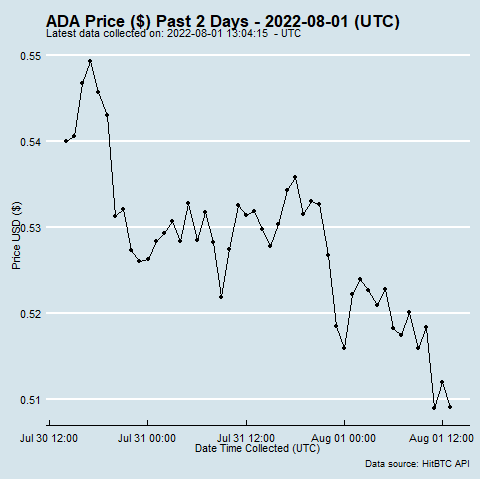 ADA Price ($) Past 2 Days - 2022-08-01 (UTC)
Latest data collected on: 2022-08-01 13:04:15  - UTC
0.55
0.54
0.53
0.52
0.51
Price USD ($)
Jul 30 12:00
Jul 31 00:00
Jul 31 12:00
Aug 01 00:00
Aug 01 12:00
Date Time Collected (UTC)
Data source: HitBTC API